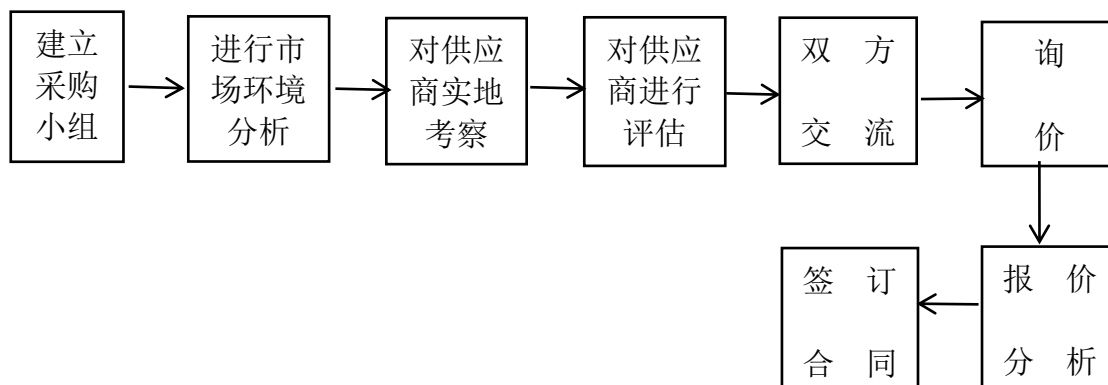 建立
采购
小组
进行市
场环境
分析
对供应
商实地
考察
对供应
商进行
评估
双 方
交 流
询
价
报 价
分 析
签 订
合 同